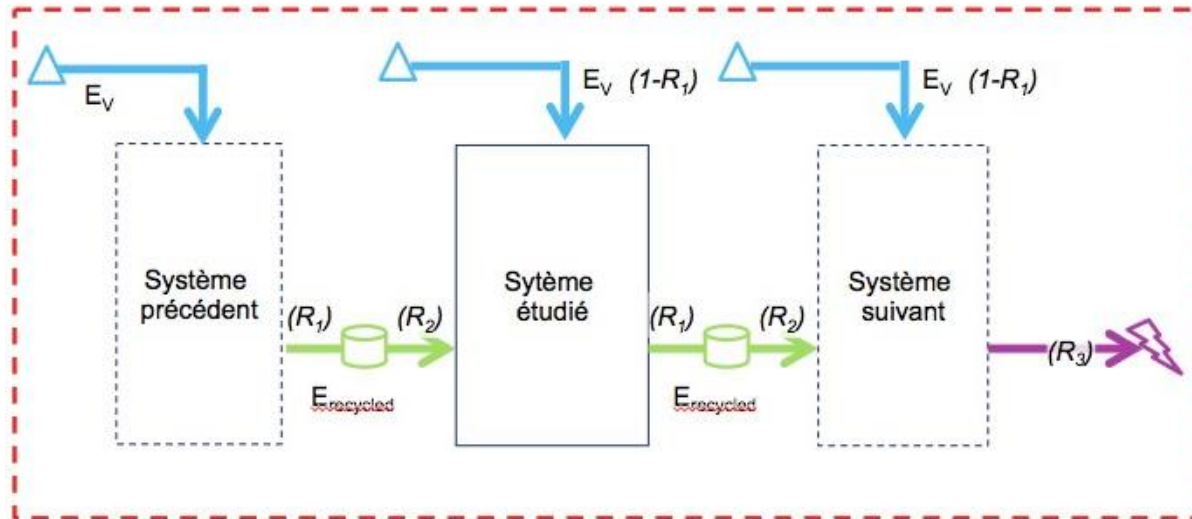 E_V
E_V (1-R_1)
E_V (1-R_1)
Système
précédent
(R_1)
(R_2)
E_recycled
Sytème
étudié
(R_1)
(R_2)
E_recycled
Système
suivant
(R_3)